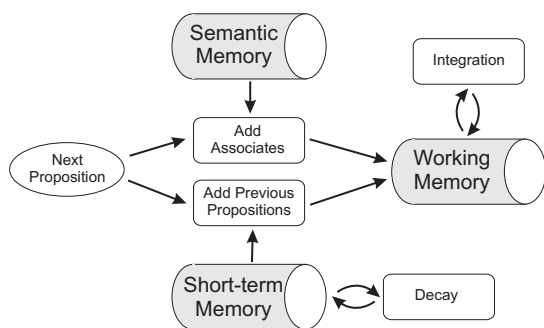 Semantic
Memory
Integration
Add
Associates
Next
Proposition
Working
Memory
Add Previous
Propositions
Short-term
Memory
Decay